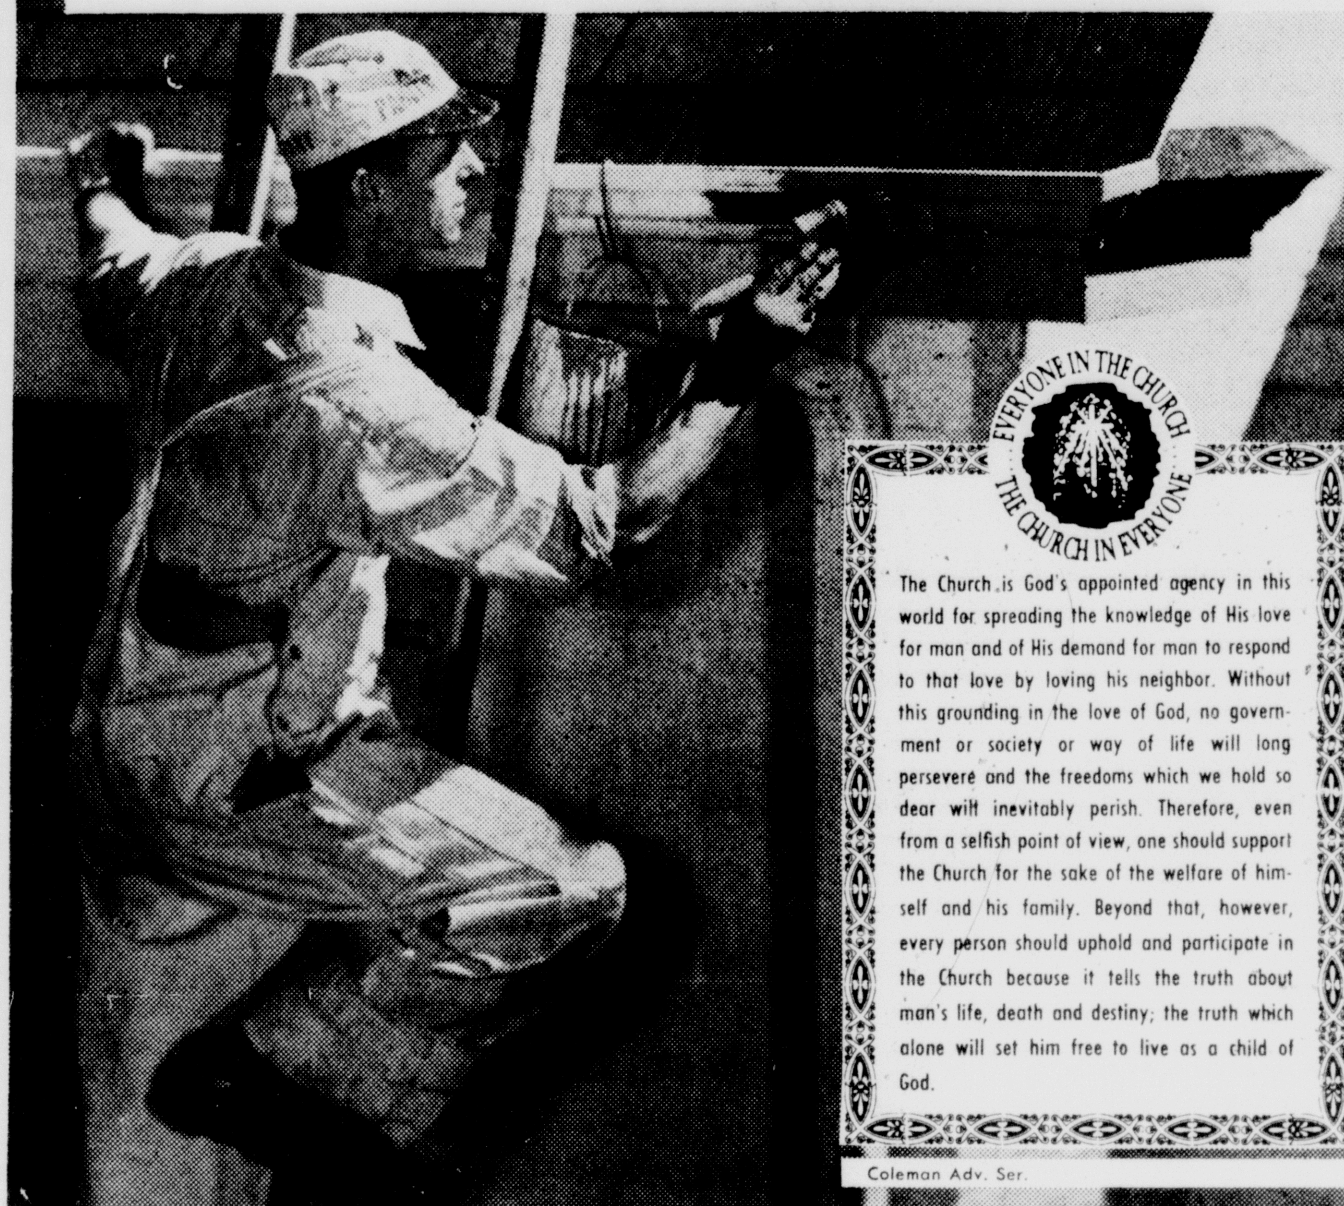 EVERYONE IN THE CHURCH
THE CHURCH IN EVERYONE
The Church is God's appointed agency in this
world for spreading the knowledge of His love
for man and of His demand for man to respond
to that love by loving his neighbor. Without
this grounding in the love of God, no govern-
ment or society or way of life will long
persevere and the freedoms which we hold so
dear will inevitably perish. Therefore, even
from a selfish point of view, one should support
the Church for the sake of the welfare of him-
self and his family. Beyond that, however,
every person should uphold and participate in
the Church because it tells the truth about
man's life, death and destiny; the truth which
alone will set him free to live as a child of
God.
Coleman Adv. Ser.